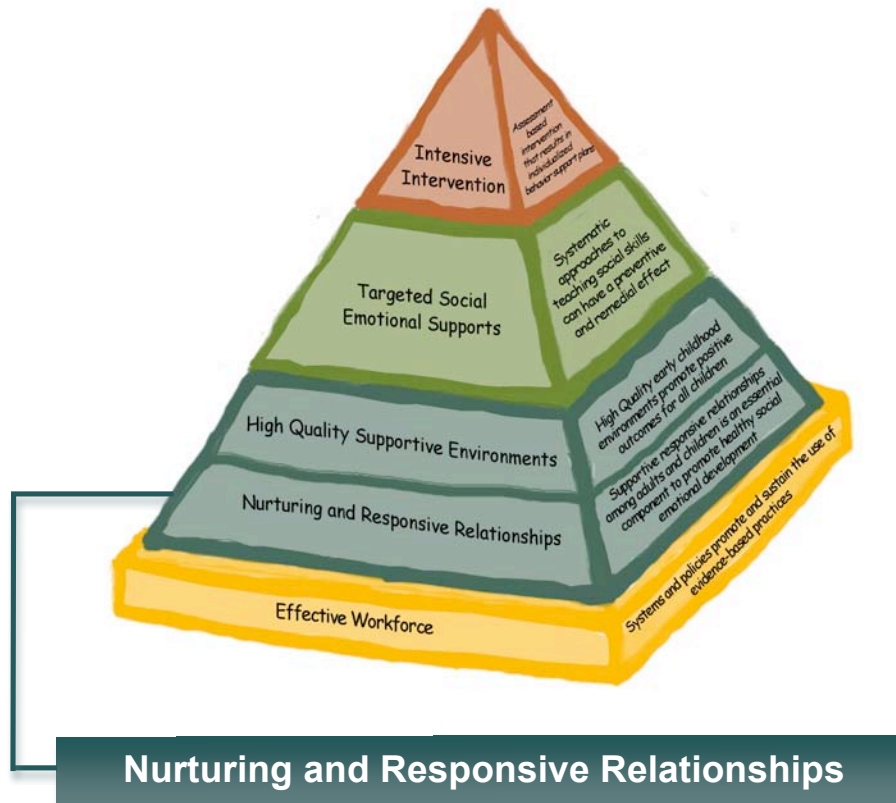 Intensive
Intervention
Assessment
based
intervention
that results in
individualized
behavior support plans
Targeted Social
Emotional Supports
Systematic
approaches to
teaching social skills
can have a preventive
and remedial effect
High Quality Supportive Environments
High Quality early childhood
environments promote positive
outcomes for all children
Nurturing and Responsive Relationships
Supportive responsive relationships
among adults and children is an essential
component to promote healthy social
emotional development
Effective Workforce
Systems and policies promote and sustain the use of
evidence-based practices
Nurturing and Responsive Relationships